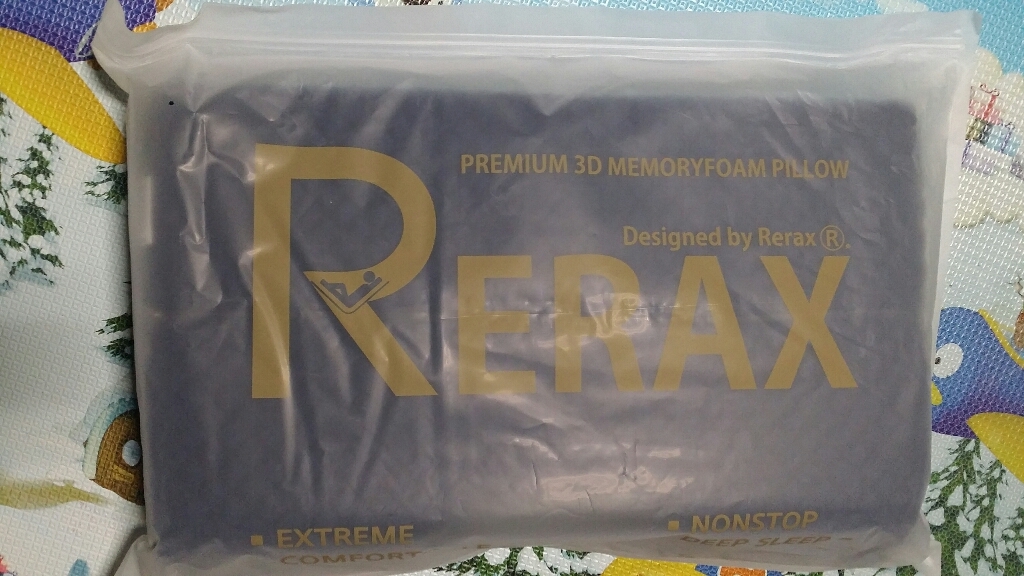 PREMIUM 3D MEMORYFOAM PILLOW
Designed by Rerax ®.
RERAX
▪ EXTREME
COMFORT
▪ NONSTOP
DEEP SLEEP